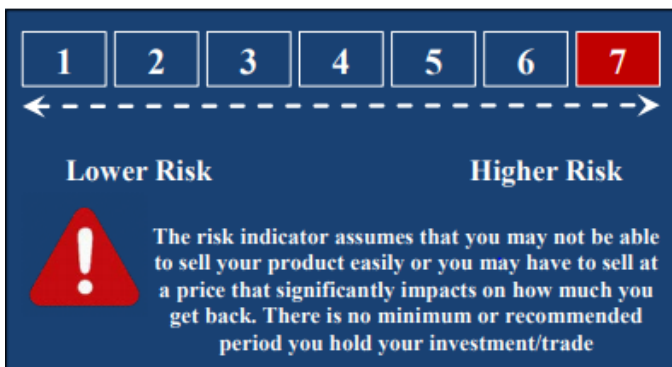 1 2 3 4 5 6 7
Lower Risk Higher Risk
The risk indicator assumes that you may not be able
to sell your product easily or you may have to sell at
a price that significantly impacts on how much you
get back. There is no minimum or recommended
period you hold your investment/trade